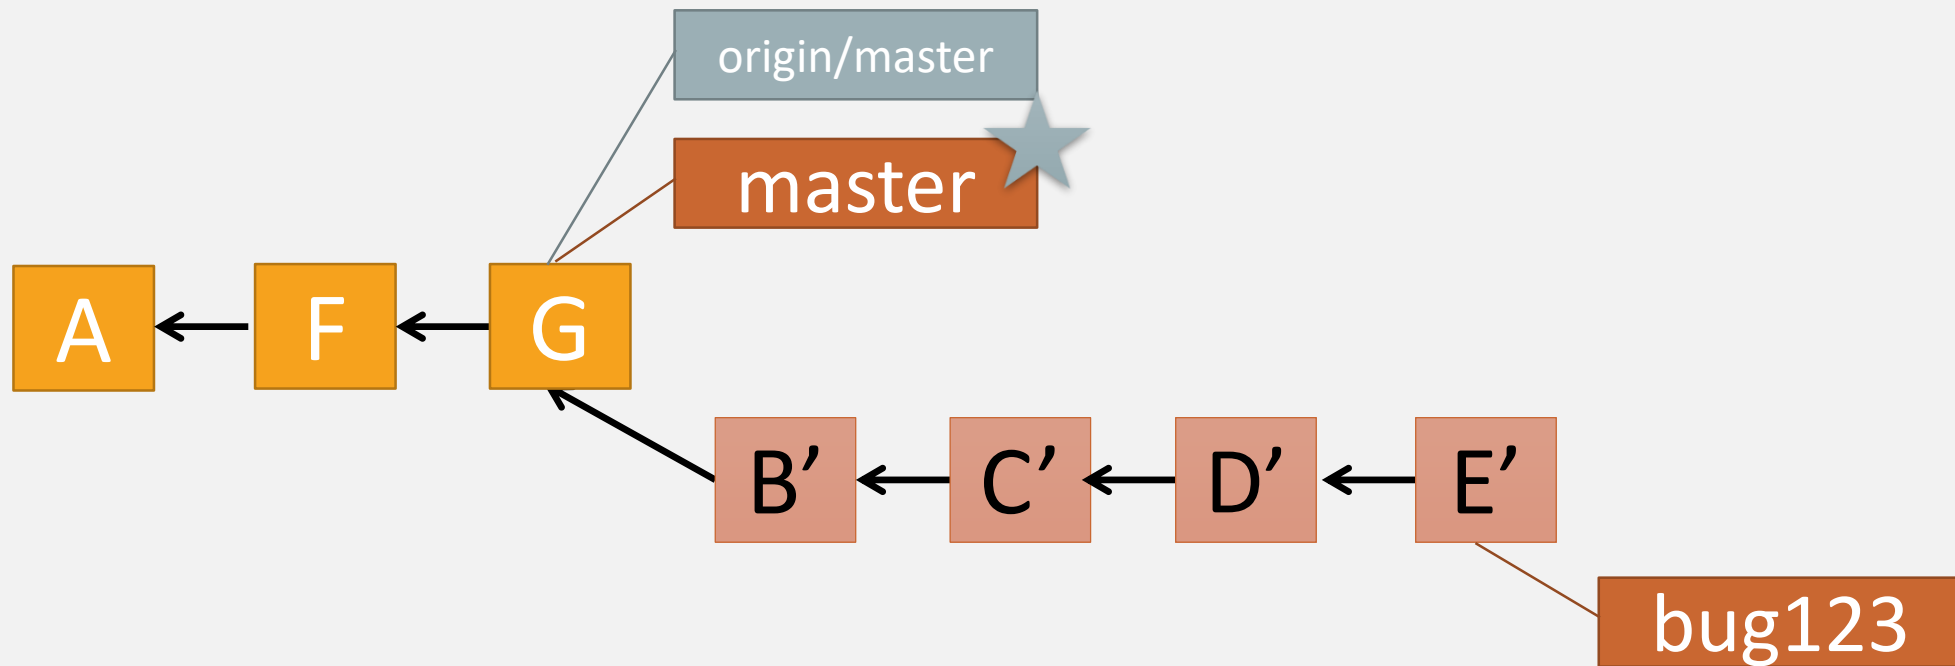 origin/master
master
A F G
B’ C’ D’ E’
bug123